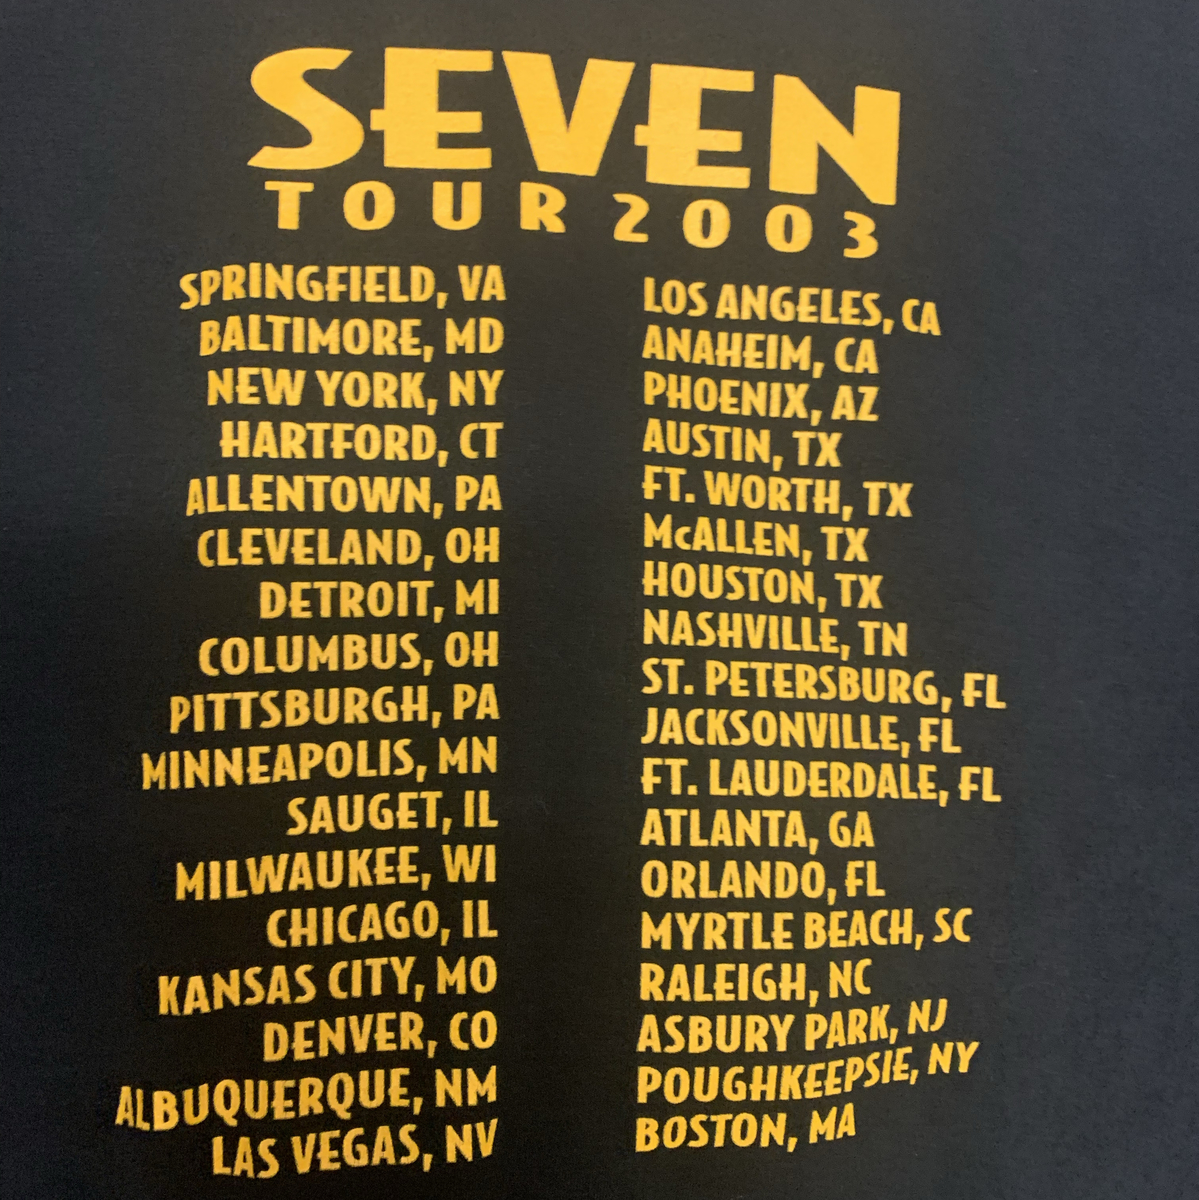 SEVEN
TOUR 2003
SPRINGFIELD, VA
BALTIMORE, MD
NEW YORK, NY
HARTFORD, CT
ALLENTOWN, PA
CLEVELAND, OH
DETROIT, MI
COLUMBUS, OH
PITTSBURGH, PA
MINNEAPOLIS, MN
SAUGET, IL
MILWAUKEE, WI
CHICAGO, IL
KANSAS CITY, MO
DENVER, CO
ALBUQUERQUE, NM
LAS VEGAS, NV
LOS ANGELES, CA
ANAHEIM, CA
PHOENIX, AZ
AUSTIN, TX
FT. WORTH, TX
McALLEN, TX
HOUSTON, TX
NASHVILLE, TN
ST. PETERSBURG, FL
JACKSONVILLE, FL
FT. LAUDERDALE, FL
ATLANTA, GA
ORLANDO, FL
MYRTLE BEACH, SC
RALEIGH, NC
ASBURY PARK, NJ
POUGHKEEPSIE, NY
BOSTON, MA